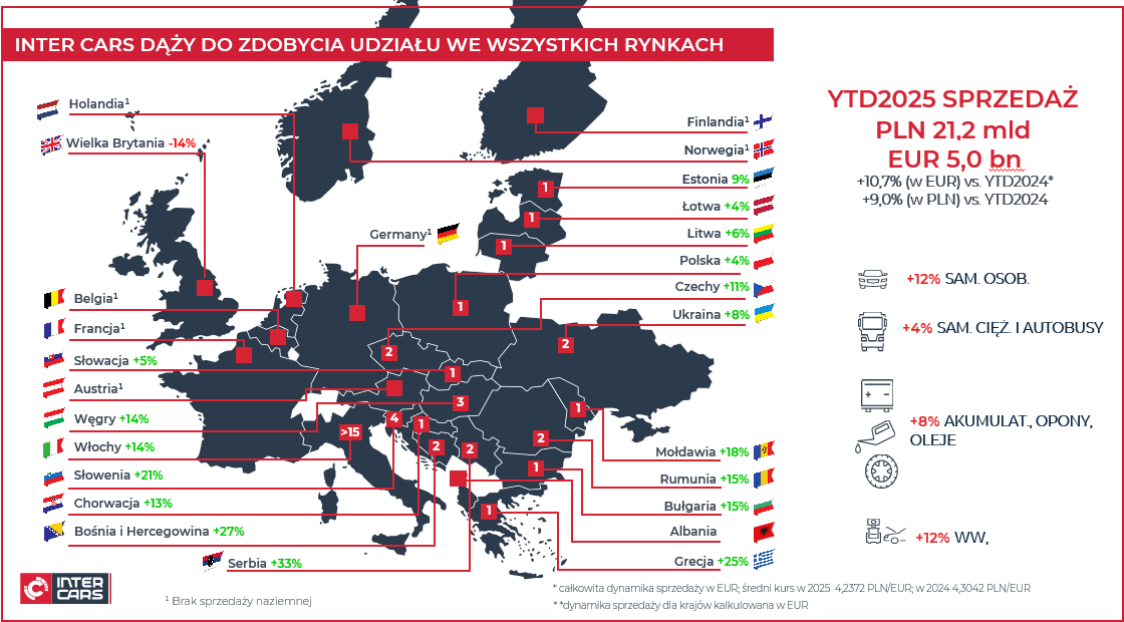 INTER CARS DĄŻY DO ZDOBYCIA UDZIAŁU WE WSZYSTKICH RYNKACH
Holandia¹
Wielka Brytania -14%
Germany¹
Belgia¹
Francja¹
Słowacja +5%
Austria¹
Węgry +14%
Włochy +14%
Słowenia +21%
Chorwacja +13%
Bośnia i Hercegowina +27%
Serbia +33%
Finlandia¹
Norwegia¹
Estonia 9%
Łotwa +4%
Litwa +6%
Polska +4%
Czechy +11%
Ukraina +8%
Mołdawia +18%
Rumunia +15%
Bułgaria +15%
Albania
Grecja +25%
1
1
1
1
2
2
1
3
1
4
1
>15
2
2
2
1
1
YTD2025 SPRZEDAŻ
PLN 21,2 mld
EUR 5,0 bn
+10,7% (w EUR) vs. YTD2024*
+9,0% (w PLN) vs. YTD2024
+12% SAM. OSOB.
+4% SAM. CIĘŻ. I AUTOBUSY
+8% AKUMULAT., OPONY,
OLEJE
+12% WW,
INTER
CARS
¹ Brak sprzedaży naziemnej
* całkowita dynamika sprzedaży w EUR; średni kurs w 2025 4,2372 PLN/EUR; w 2024 4,3042 PLN/EUR
* *dynamika sprzedaży dla krajów kalkulowana w EUR